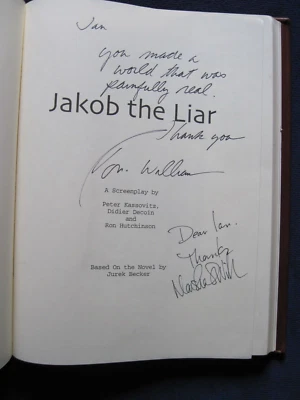 Jan
you made a
world that was
painfully real.
Jakob the Liar
Thank you
A Screenplay by
Peter Kassovitz,
Didier Decoin
and
Ron Hutchinson
Dear Jan.
Thanks
Based On the Novel by
Jurek Becker